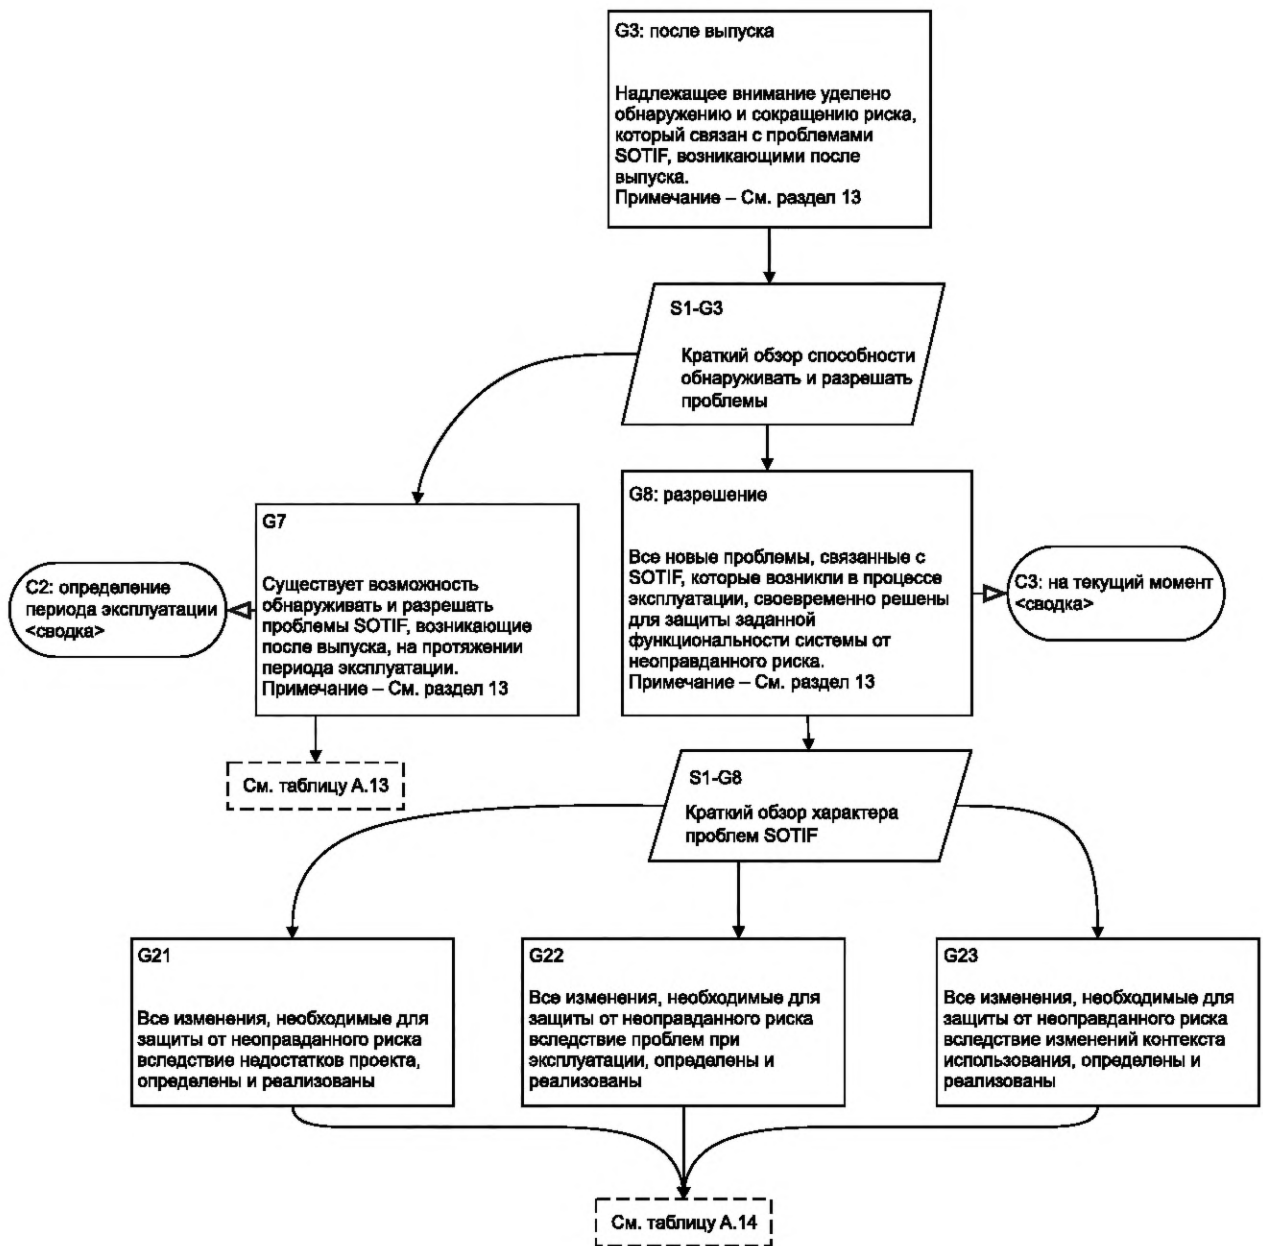 G3: после выпуска
Надлежащее внимание уделено
обнаружению и сокращению риска,
который связан с проблемами
SOTIF, возникающими после
выпуска.
Примечание – См. раздел 13
S1-G3
Краткий обзор способности
обнаруживать и разрешать
проблемы
G7
Существует возможность
обнаруживать и разрешать
проблемы SOTIF, возникающие
после выпуска, на протяжении
периода эксплуатации.
Примечание – См. раздел 13
C2: определение
периода эксплуатации
<сводка>
G8: разрешение
Все новые проблемы, связанные с
SOTIF, которые возникли в процессе
эксплуатации, своевременно решены
для защиты заданной
функциональности системы от
неоправданного риска.
Примечание – См. раздел 13
C3: на текущий момент
<сводка>
См. таблицу А.13
S1-G8
Краткий обзор характера
проблем SOTIF
G21
Все изменения, необходимые для
защиты от неоправданного риска
вследствие недостатков проекта,
определены и реализованы
G22
Все изменения, необходимые для
защиты от неоправданного риска
вследствие проблем при
эксплуатации, определены и
реализованы
G23
Все изменения, необходимые для
защиты от неоправданного риска
вследствие изменений контекста
использования, определены и
реализованы
См. таблицу А.14